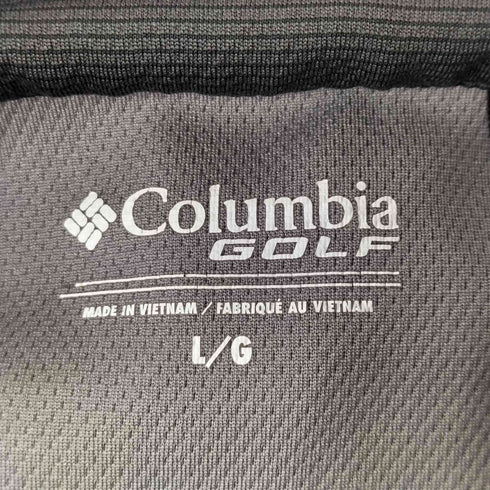 Columbia
GOLF
MADE IN VIETNAM / FABRIQUÉ AU VIETNAM
L/G